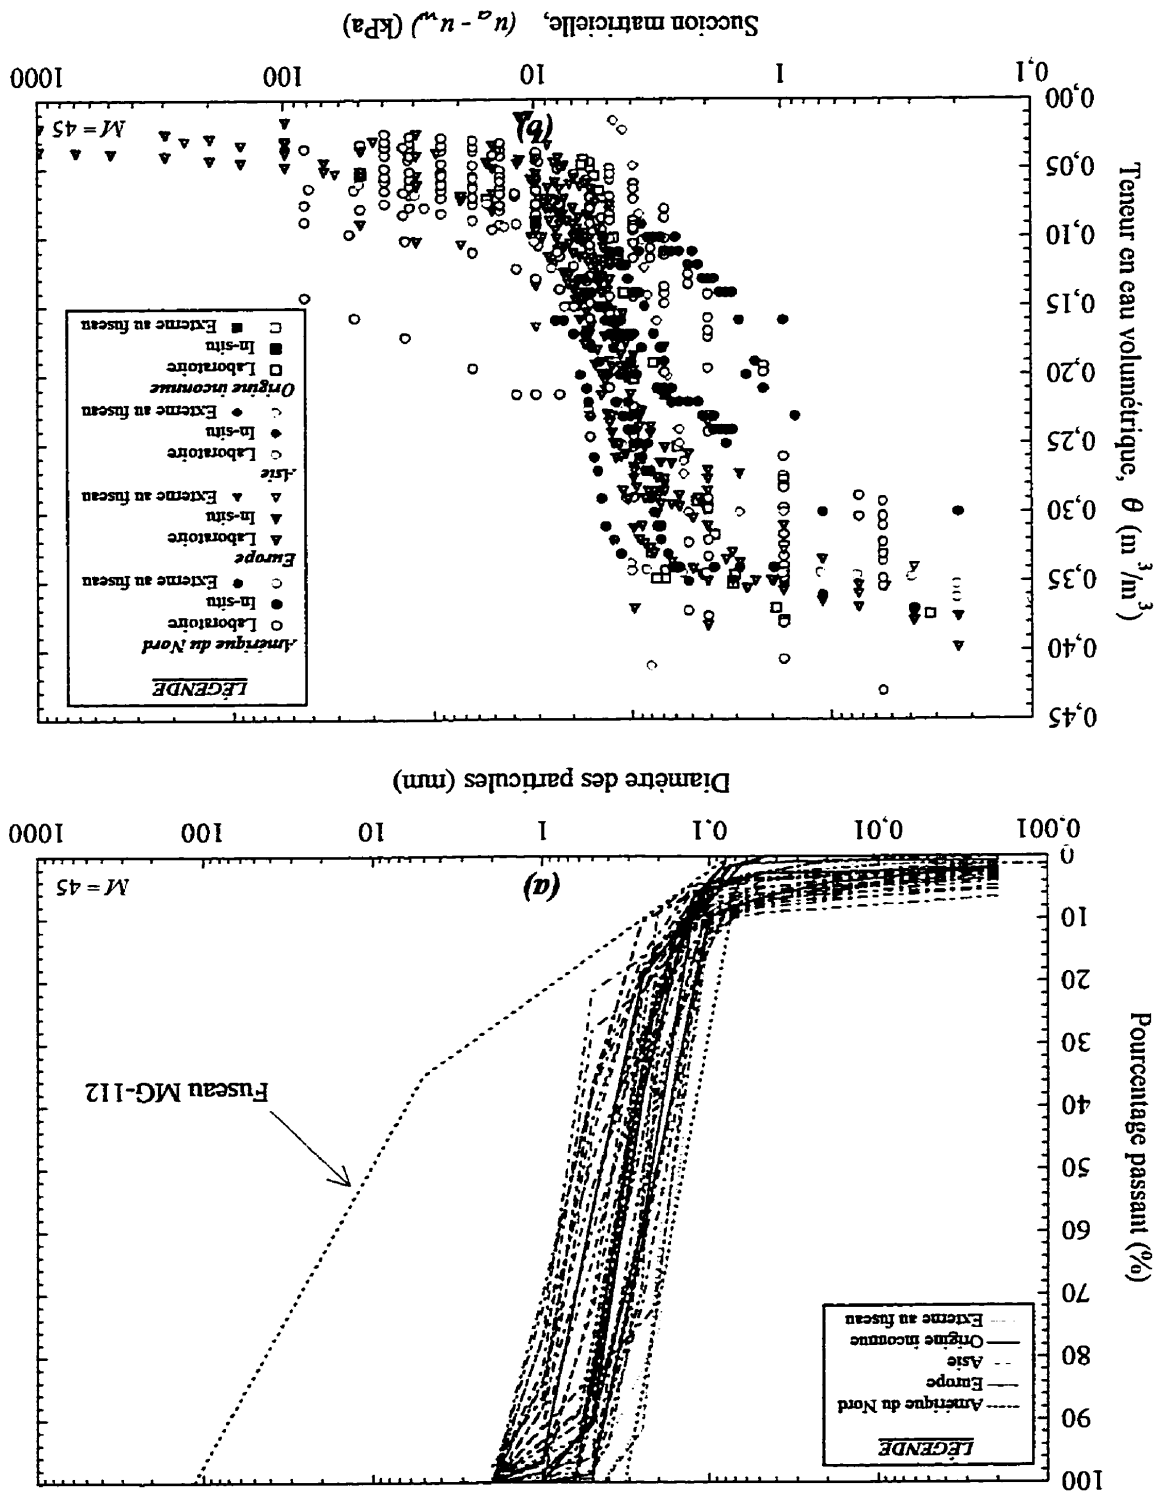 100
90
80
70
60
50
40
30
20
10
0
Pourcentage passant (%)
LÉGENDE
Amérique du Nord
Europe
Asie
Origine inconnue
Externe au fuseau
Fuseau MG-112
(a)
M = 45
0,001
0,01
0,1
1
10
100
1000
Diamètre des particules (mm)
0,45
0,40
0,35
0,30
0,25
0,20
0,15
0,10
0,05
0,00
Teneur en eau volumétrique, θ (m³/m³)
LÉGENDE
Amérique du Nord
Laboratoire
In-situ
Externe au fuseau
Europe
Laboratoire
In-situ
Externe au fuseau
Asie
Laboratoire
In-situ
Externe au fuseau
Origine inconnue
Laboratoire
In-situ
Externe au fuseau
(b)
M = 45
0,1
1
10
100
1000
Succion matricielle, (u_a - u_w) (kPa)